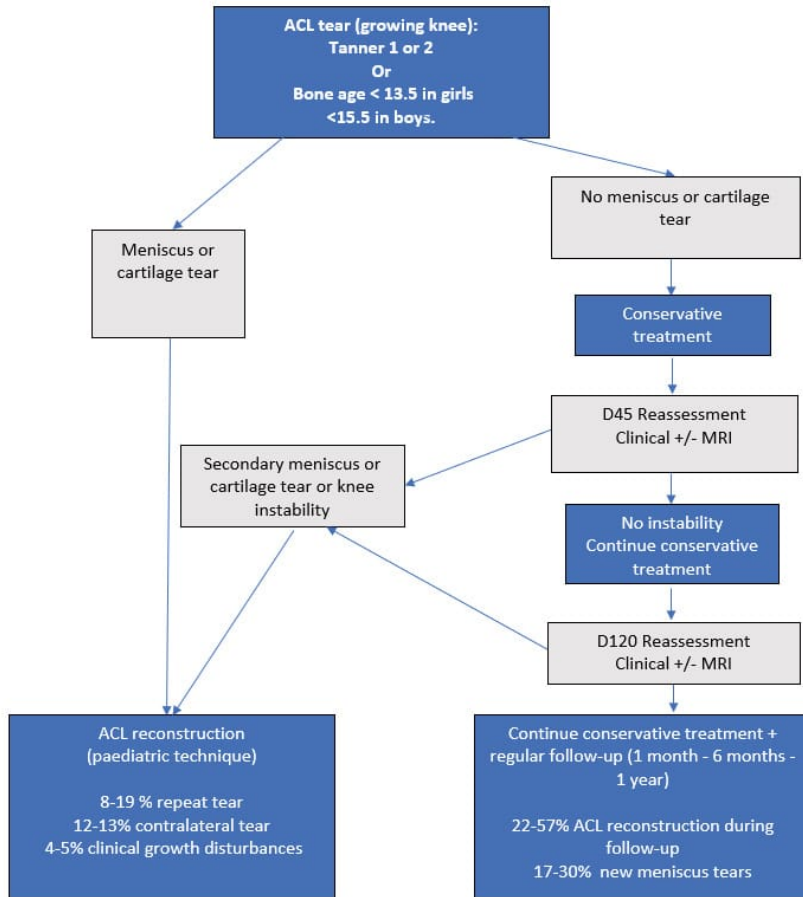 ACL tear (growing knee):
Tanner 1 or 2
Or
Bone age < 13.5 in girls
<15.5 in boys.
No meniscus or cartilage
tear
Meniscus or
cartilage tear
Conservative
treatment
D45 Reassessment
Clinical +/- MRI
Secondary meniscus or
cartilage tear or knee
instability
No instability
Continue conservative
treatment
D120 Reassessment
Clinical +/- MRI
ACL reconstruction
(paediatric technique)
8-19 % repeat tear
12-13% contralateral tear
4-5% clinical growth disturbances
Continue conservative treatment +
regular follow-up (1 month - 6 months -
1 year)
22-57% ACL reconstruction during
follow-up
17-30% new meniscus tears